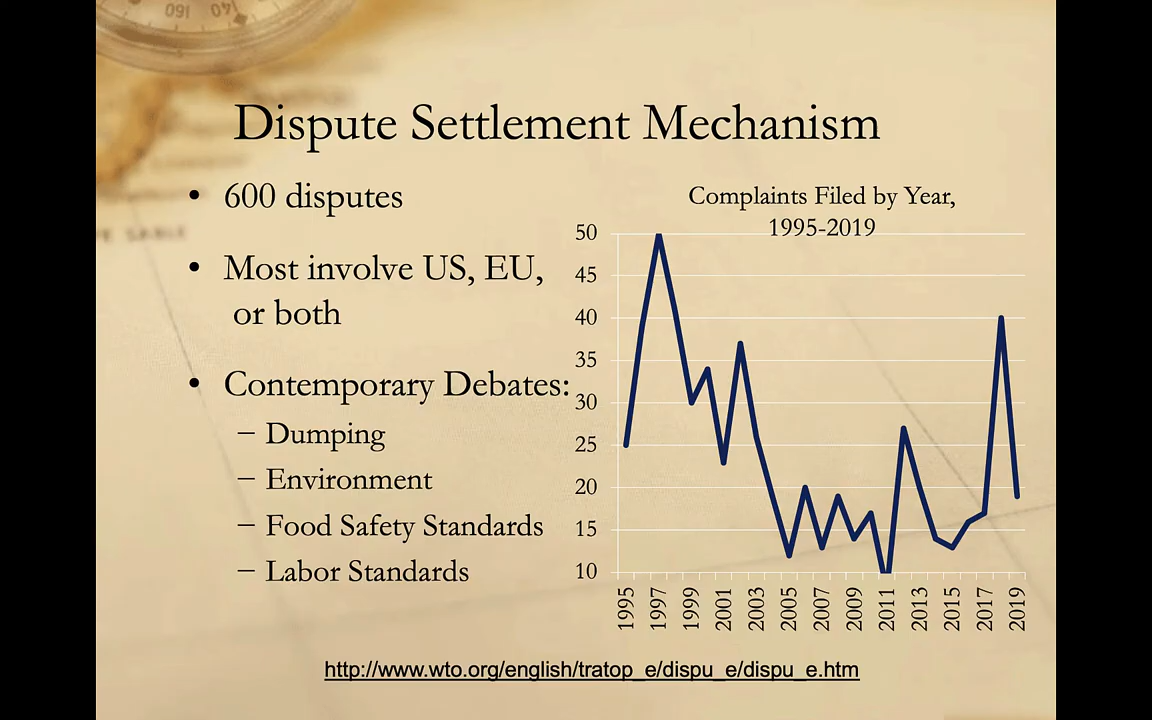 Dispute Settlement Mechanism
• 600 disputes
• Most involve US, EU,
or both
• Contemporary Debates:
– Dumping
– Environment
– Food Safety Standards
– Labor Standards
Complaints Filed by Year,
1995-2019
50
45
40
35
30
25
20
15
10
1995
1997
1999
2001
2003
2005
2007
2009
2011
2013
2015
2017
2019
http://www.wto.org/english/tratop_e/dispu_e/dispu_e.htm